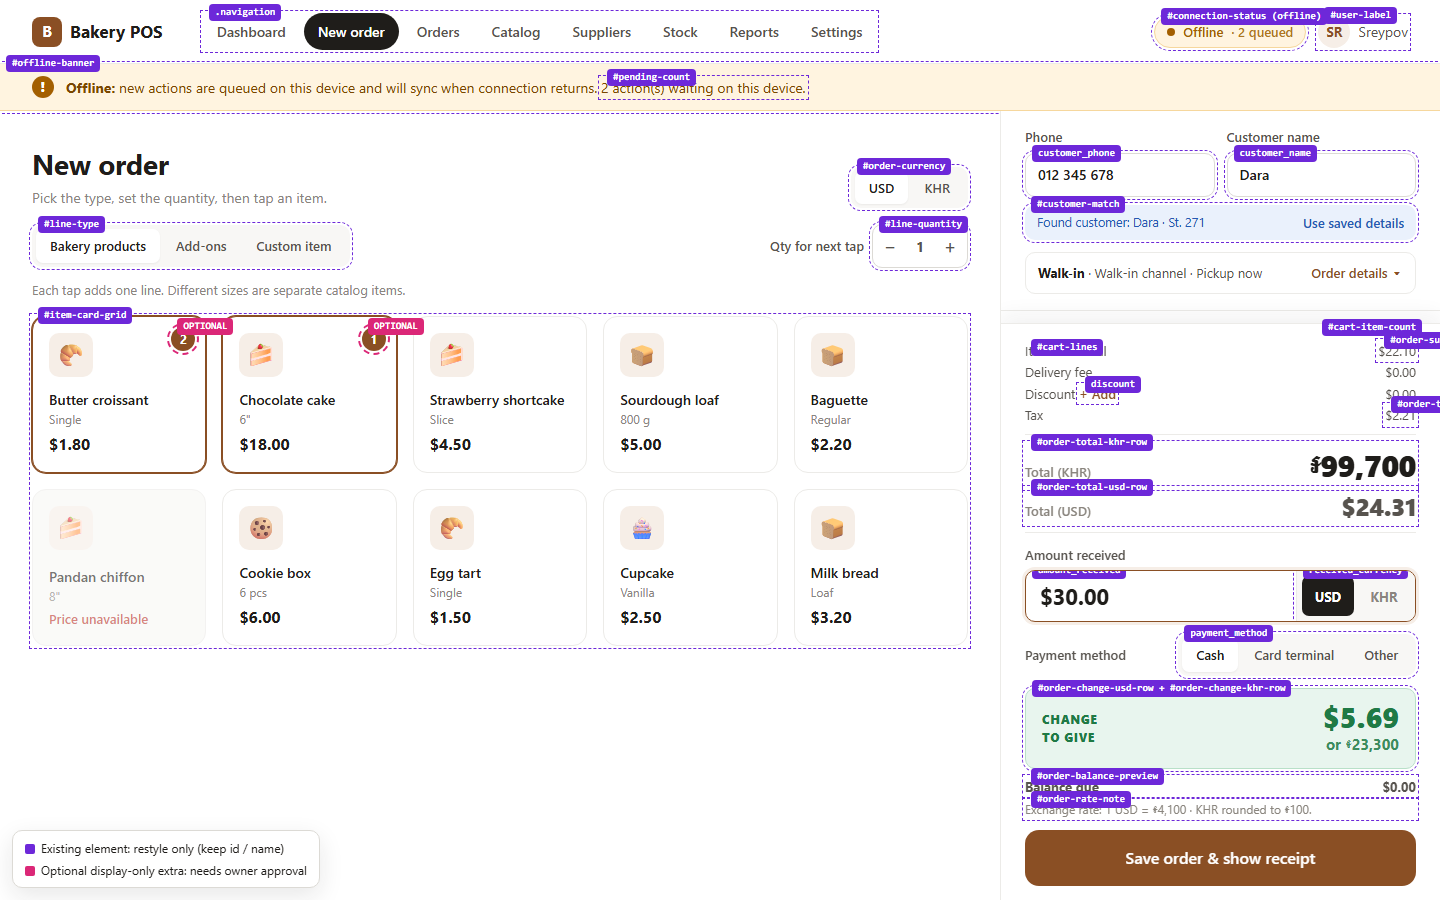 .navigation
#connection-status (offline)
#user-label
B Bakery POS
Dashboard New order Orders Catalog Suppliers Stock Reports Settings
Offline · 2 queued
SR Sreypov
#offline-banner
#pending-count
! Offline: new actions are queued on this device and will sync when connection returns. 2 action(s) waiting on this device.
New order
Pick the type, set the quantity, then tap an item.
#order-currency
USD KHR
#line-type
Bakery products Add-ons Custom item
#line-quantity
Qty for next tap − 1 +
Each tap adds one line. Different sizes are separate catalog items.
#item-card-grid
OPTIONAL
2
OPTIONAL
1
Butter croissant
Single
$1.80
Chocolate cake
6"
$18.00
Strawberry shortcake
Slice
$4.50
Sourdough loaf
800 g
$5.00
Baguette
Regular
$2.20
Pandan chiffon
8"
Price unavailable
Cookie box
6 pcs
$6.00
Egg tart
Single
$1.50
Cupcake
Vanilla
$2.50
Milk bread
Loaf
$3.20
Existing element: restyle only (keep id / name)
Optional display-only extra: needs owner approval
Phone
Customer name
customer_phone
customer_name
012 345 678
Dara
#customer-match
Found customer: Dara · St. 271
Use saved details
Walk-in · Walk-in channel · Pickup now
Order details
#cart-item-count
#order-su
#cart-lines
$22.10
Delivery fee $0.00
discount
Discount + Add $0.00
#order-t
Tax $2.21
#order-total-khr-row
Total (KHR) ៛99,700
#order-total-usd-row
Total (USD) $24.31
Amount received
amount_received
received_currency
$30.00 USD KHR
payment_method
Payment method Cash Card terminal Other
#order-change-usd-row + #order-change-khr-row
CHANGE
TO GIVE
$5.69
or ៛23,300
#order-balance-preview
Balance due $0.00
#order-rate-note
Exchange rate: 1 USD = ៛4,100 · KHR rounded to ៛100.
Save order & show receipt